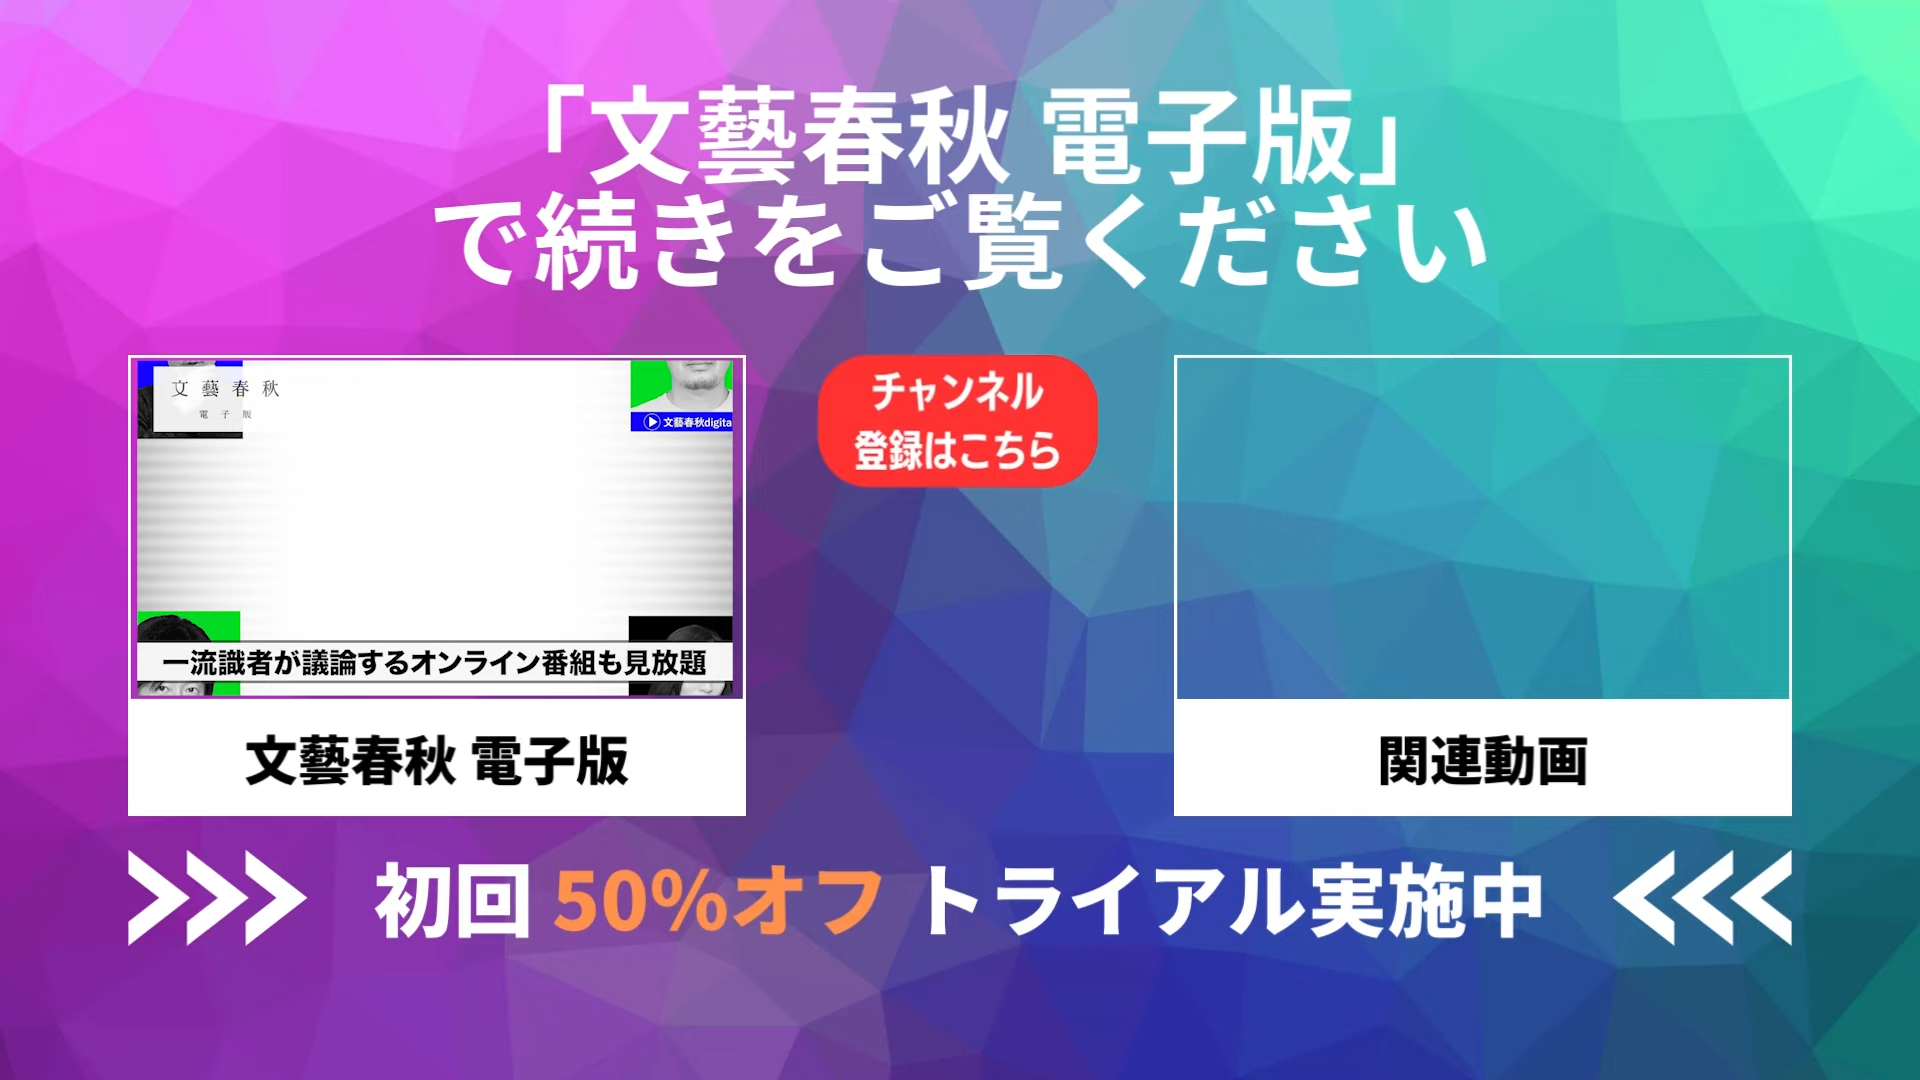 「文藝春秋 電子版」
で続きをご覧ください
文藝春秋
電子版
文藝春秋digita
一流識者が議論するオンライン番組も見放題
文藝春秋 電子版
チャンネル
登録はこちら
関連動画
初回 50%オフ トライアル実施中